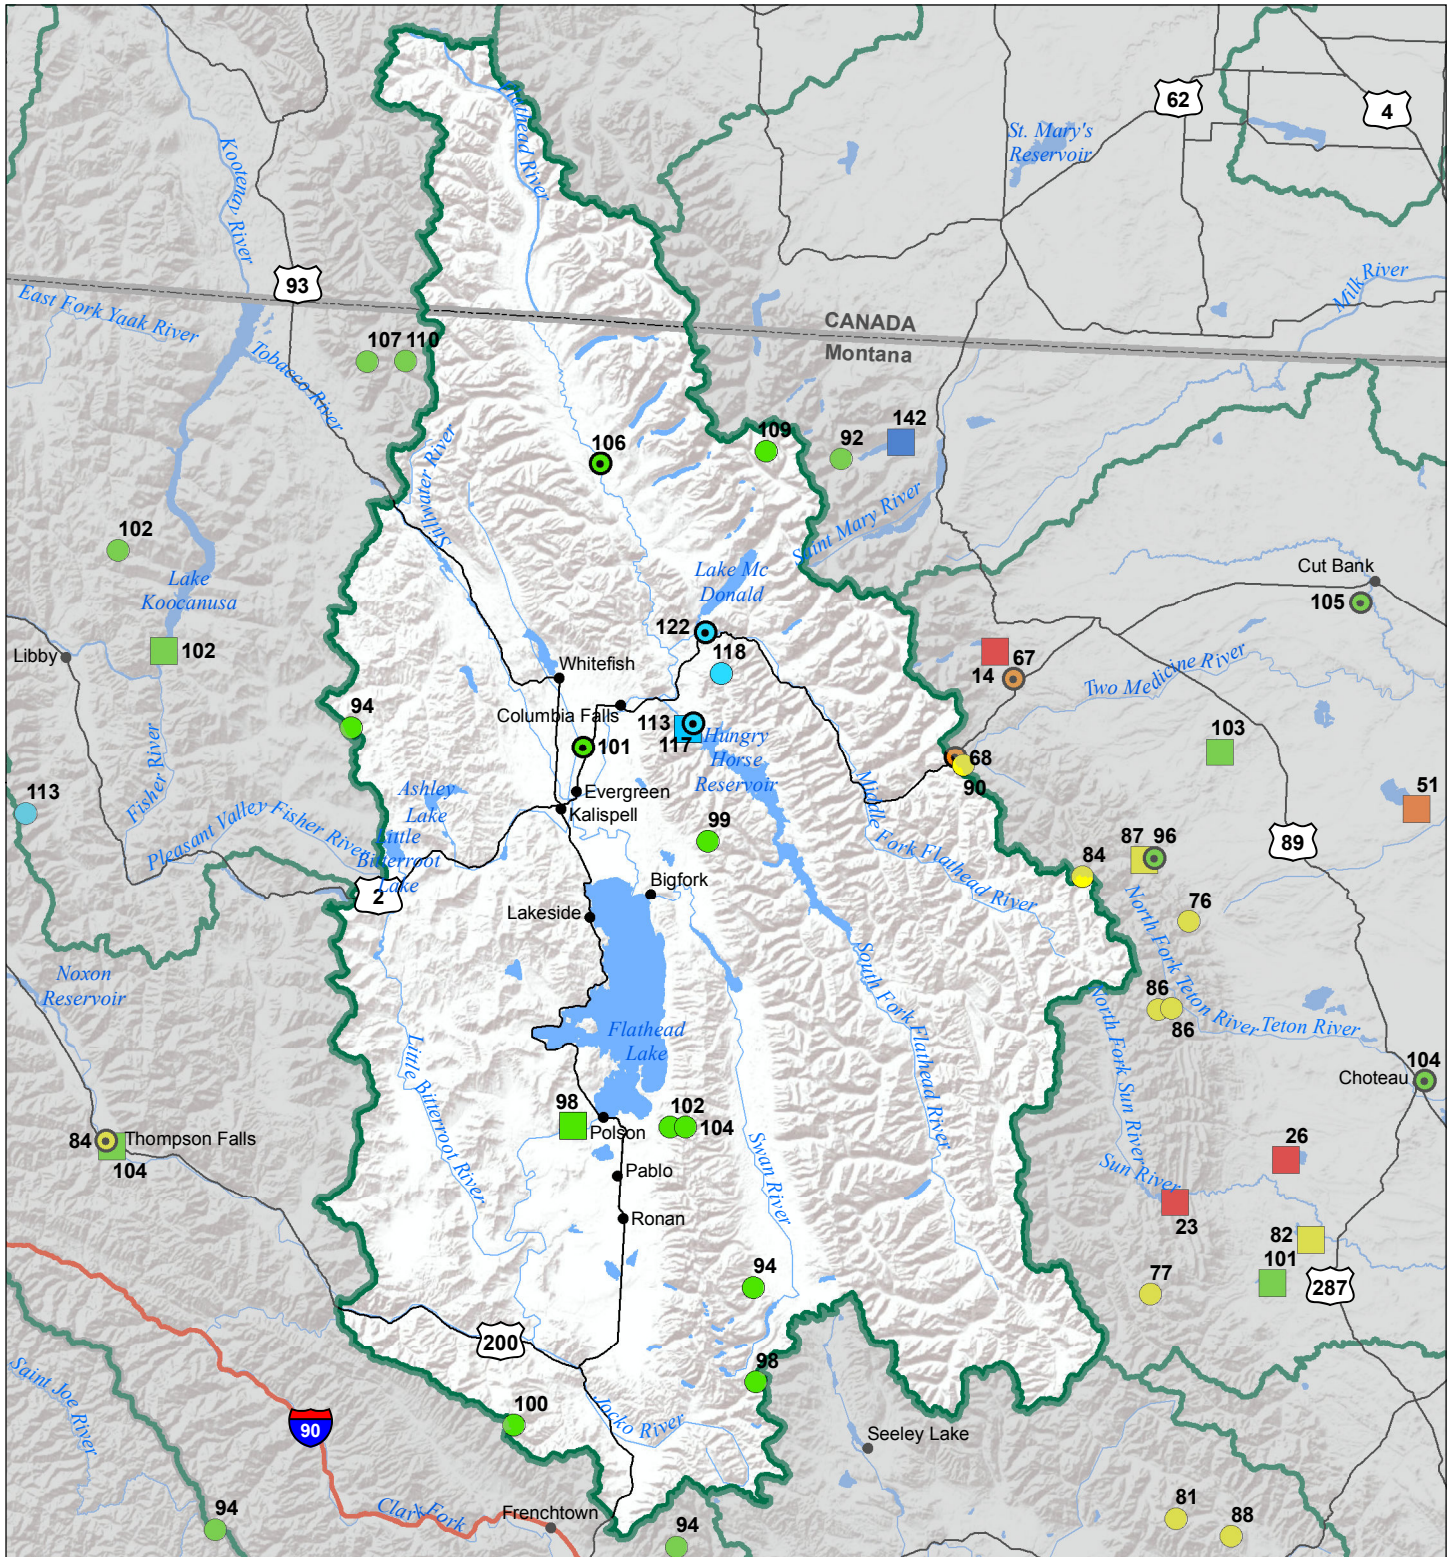 62
4
Flathead River
St. Mary's
Reservoir
Kootenay River
93
East Fork Yaak River
Milk River
CANADA
Montana
107
110
Tobacco River
142
109
92
106
Stillwater River
Saint Mary River
102
Lake
Koocanusa
Lake Mc
Donald
Cut Bank
105
122
Libby
102
Whitefish
118
67
14
Two Medicine River
94
Columbia Falls
113
117
Hungry
Horse
Reservoir
101
103
68
90
Fisher River
113
Ashley
Lake
Evergreen
Kalispell
51
Pleasant Valley Fisher River
Little
Bitterroot
Lake
99
Middle Fork Flathead River
89
87
96
84
2
Bigfork
Lakeside
76
North Fork Teton River
Noxon
Reservoir
South Fork Flathead River
86
86
Teton River
North Fork Sun River
Flathead
Lake
Little Bitterroot River
104
Choteau
98
102
104
Polson
84
Thompson Falls
104
Swan River
26
Pablo
Sun River
23
Ronan
82
94
77
101
287
200
98
Saint Joe River
100
Jocko River
90
Seeley Lake
Clark Fork
Frenchtown
94
94
81
88